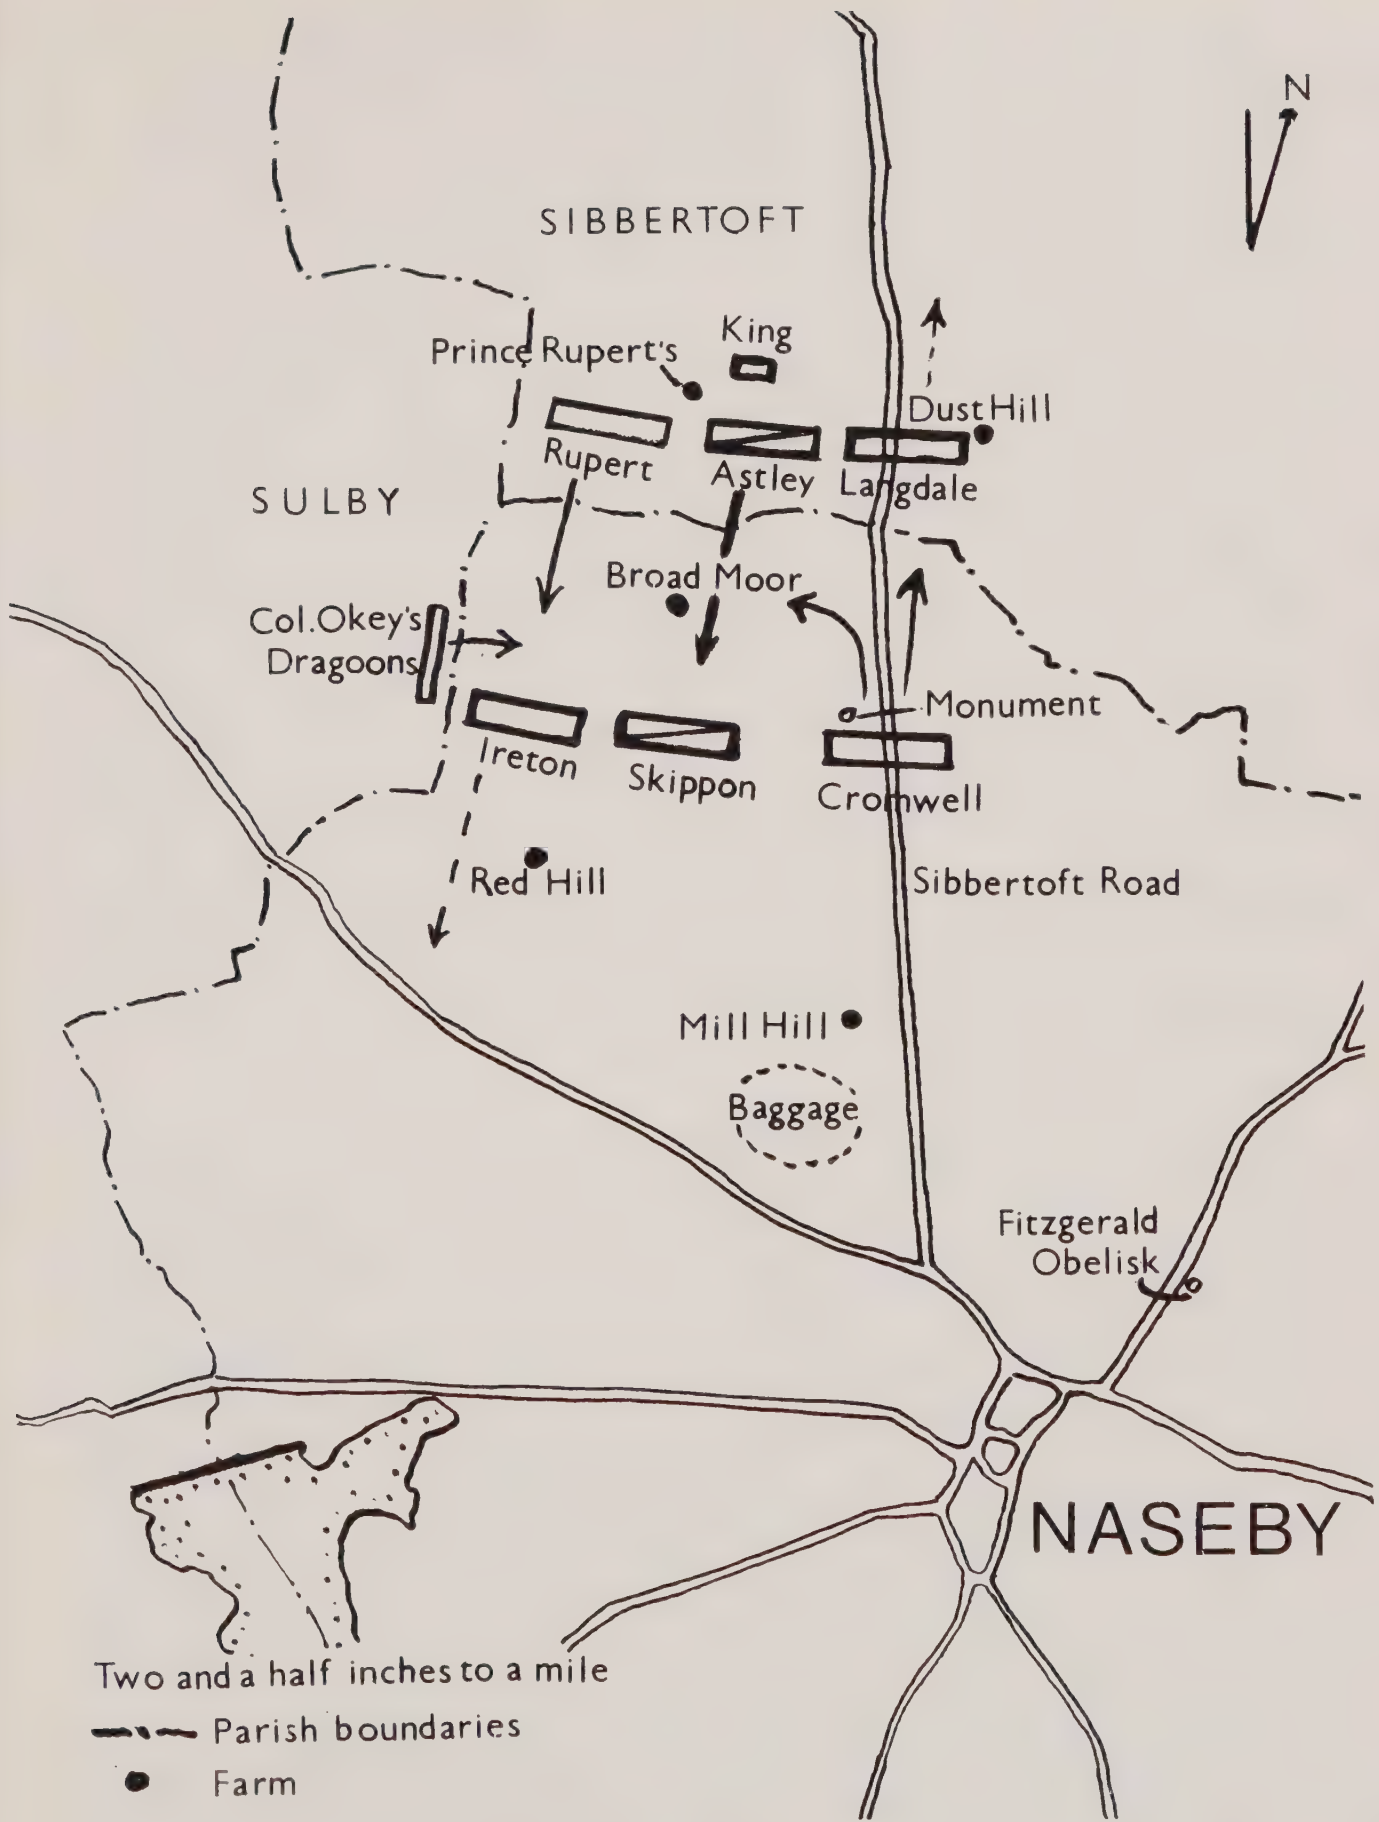 N
SIBBERTOFT
King
Prince Rupert's
Dust Hill
Rupert
Astley
Langdale
SULBY
Broad Moor
Col. Okey's
Dragoons
Monument
Ireton
Skippon
Cromwell
Red Hill
Sibbertoft Road
Mill Hill
Baggage
Fitzgerald
Obelisk
NASEBY
Two and a half inches to a mile
Parish boundaries
Farm